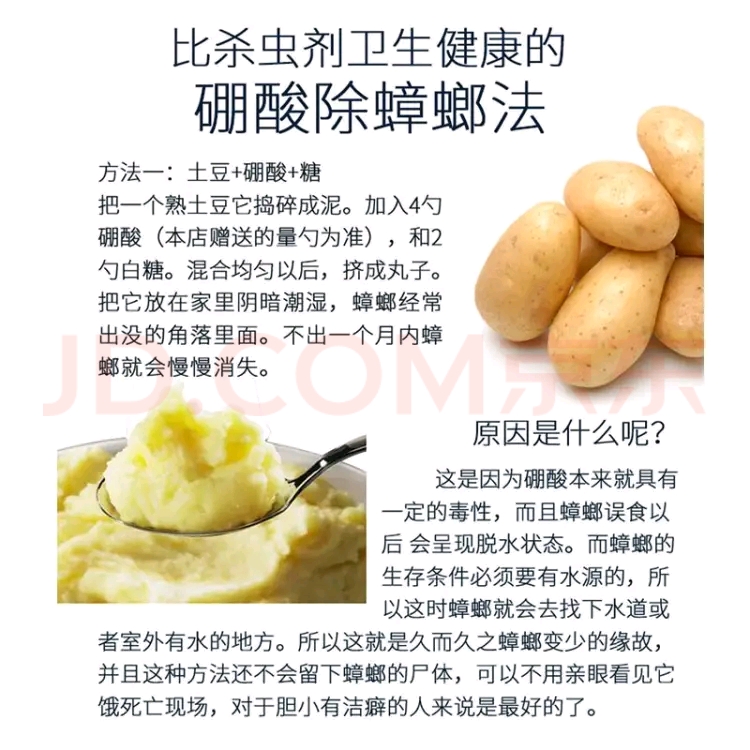 比杀虫剂卫生健康的
硼酸除蟑螂法
方法一：土豆+硼酸+糖
把一个熟土豆它捣碎成泥。加入4勺
硼酸（本店赠送的量勺为准），和2
勺白糖。混合均匀以后，挤成丸子。
把它放在家里阴暗潮湿，蟑螂经常
出没的角落里面。不出一个月内蟑
螂就会慢慢消失。
JD.COM京东
原因是什么呢？
这是因为硼酸本来就具有
一定的毒性，而且蟑螂误食以
后 会呈现脱水状态。而蟑螂的
生存条件必须要有水源的，所
以这时蟑螂就会去找下水道或
者室外有水的地方。所以这就是久而久之蟑螂变少的缘故，
并且这种方法还不会留下蟑螂的尸体，可以不用亲眼看见它
饿死亡现场，对于胆小有洁癖的人来说是最好的了。